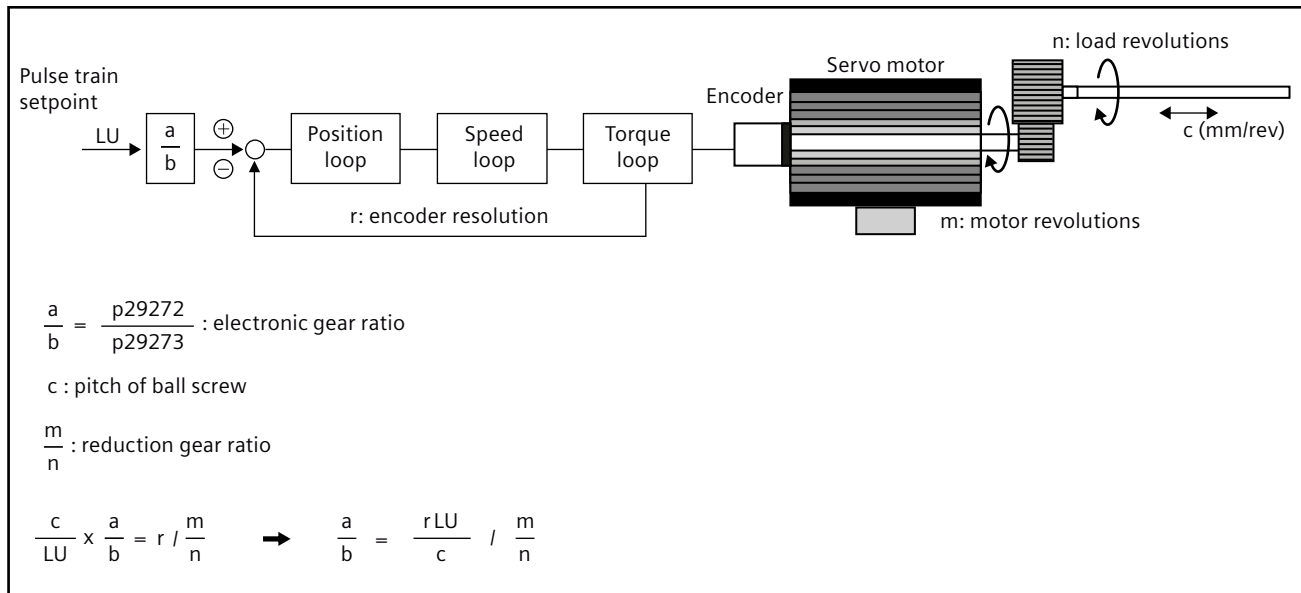 n: load revolutions
Servo motor
Pulse train
setpoint
Encoder
LU
a
b
+
−
Position
loop
Speed
loop
Torque
loop
c (mm/rev)
r: encoder resolution
m: motor revolutions
a/b = p29272/p29273 : electronic gear ratio
c : pitch of ball screw
m/n : reduction gear ratio
c/LU x a/b = r / m/n → a/b = r LU/c / m/n